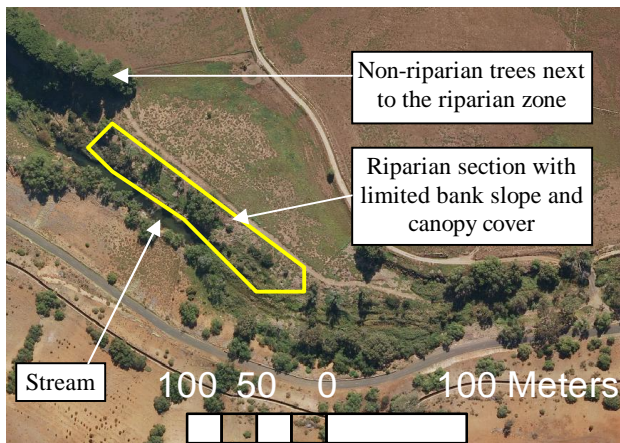 Non-riparian trees next
to the riparian zone
Riparian section with
limited bank slope and
canopy cover
Stream
100 50 0 100 Meters